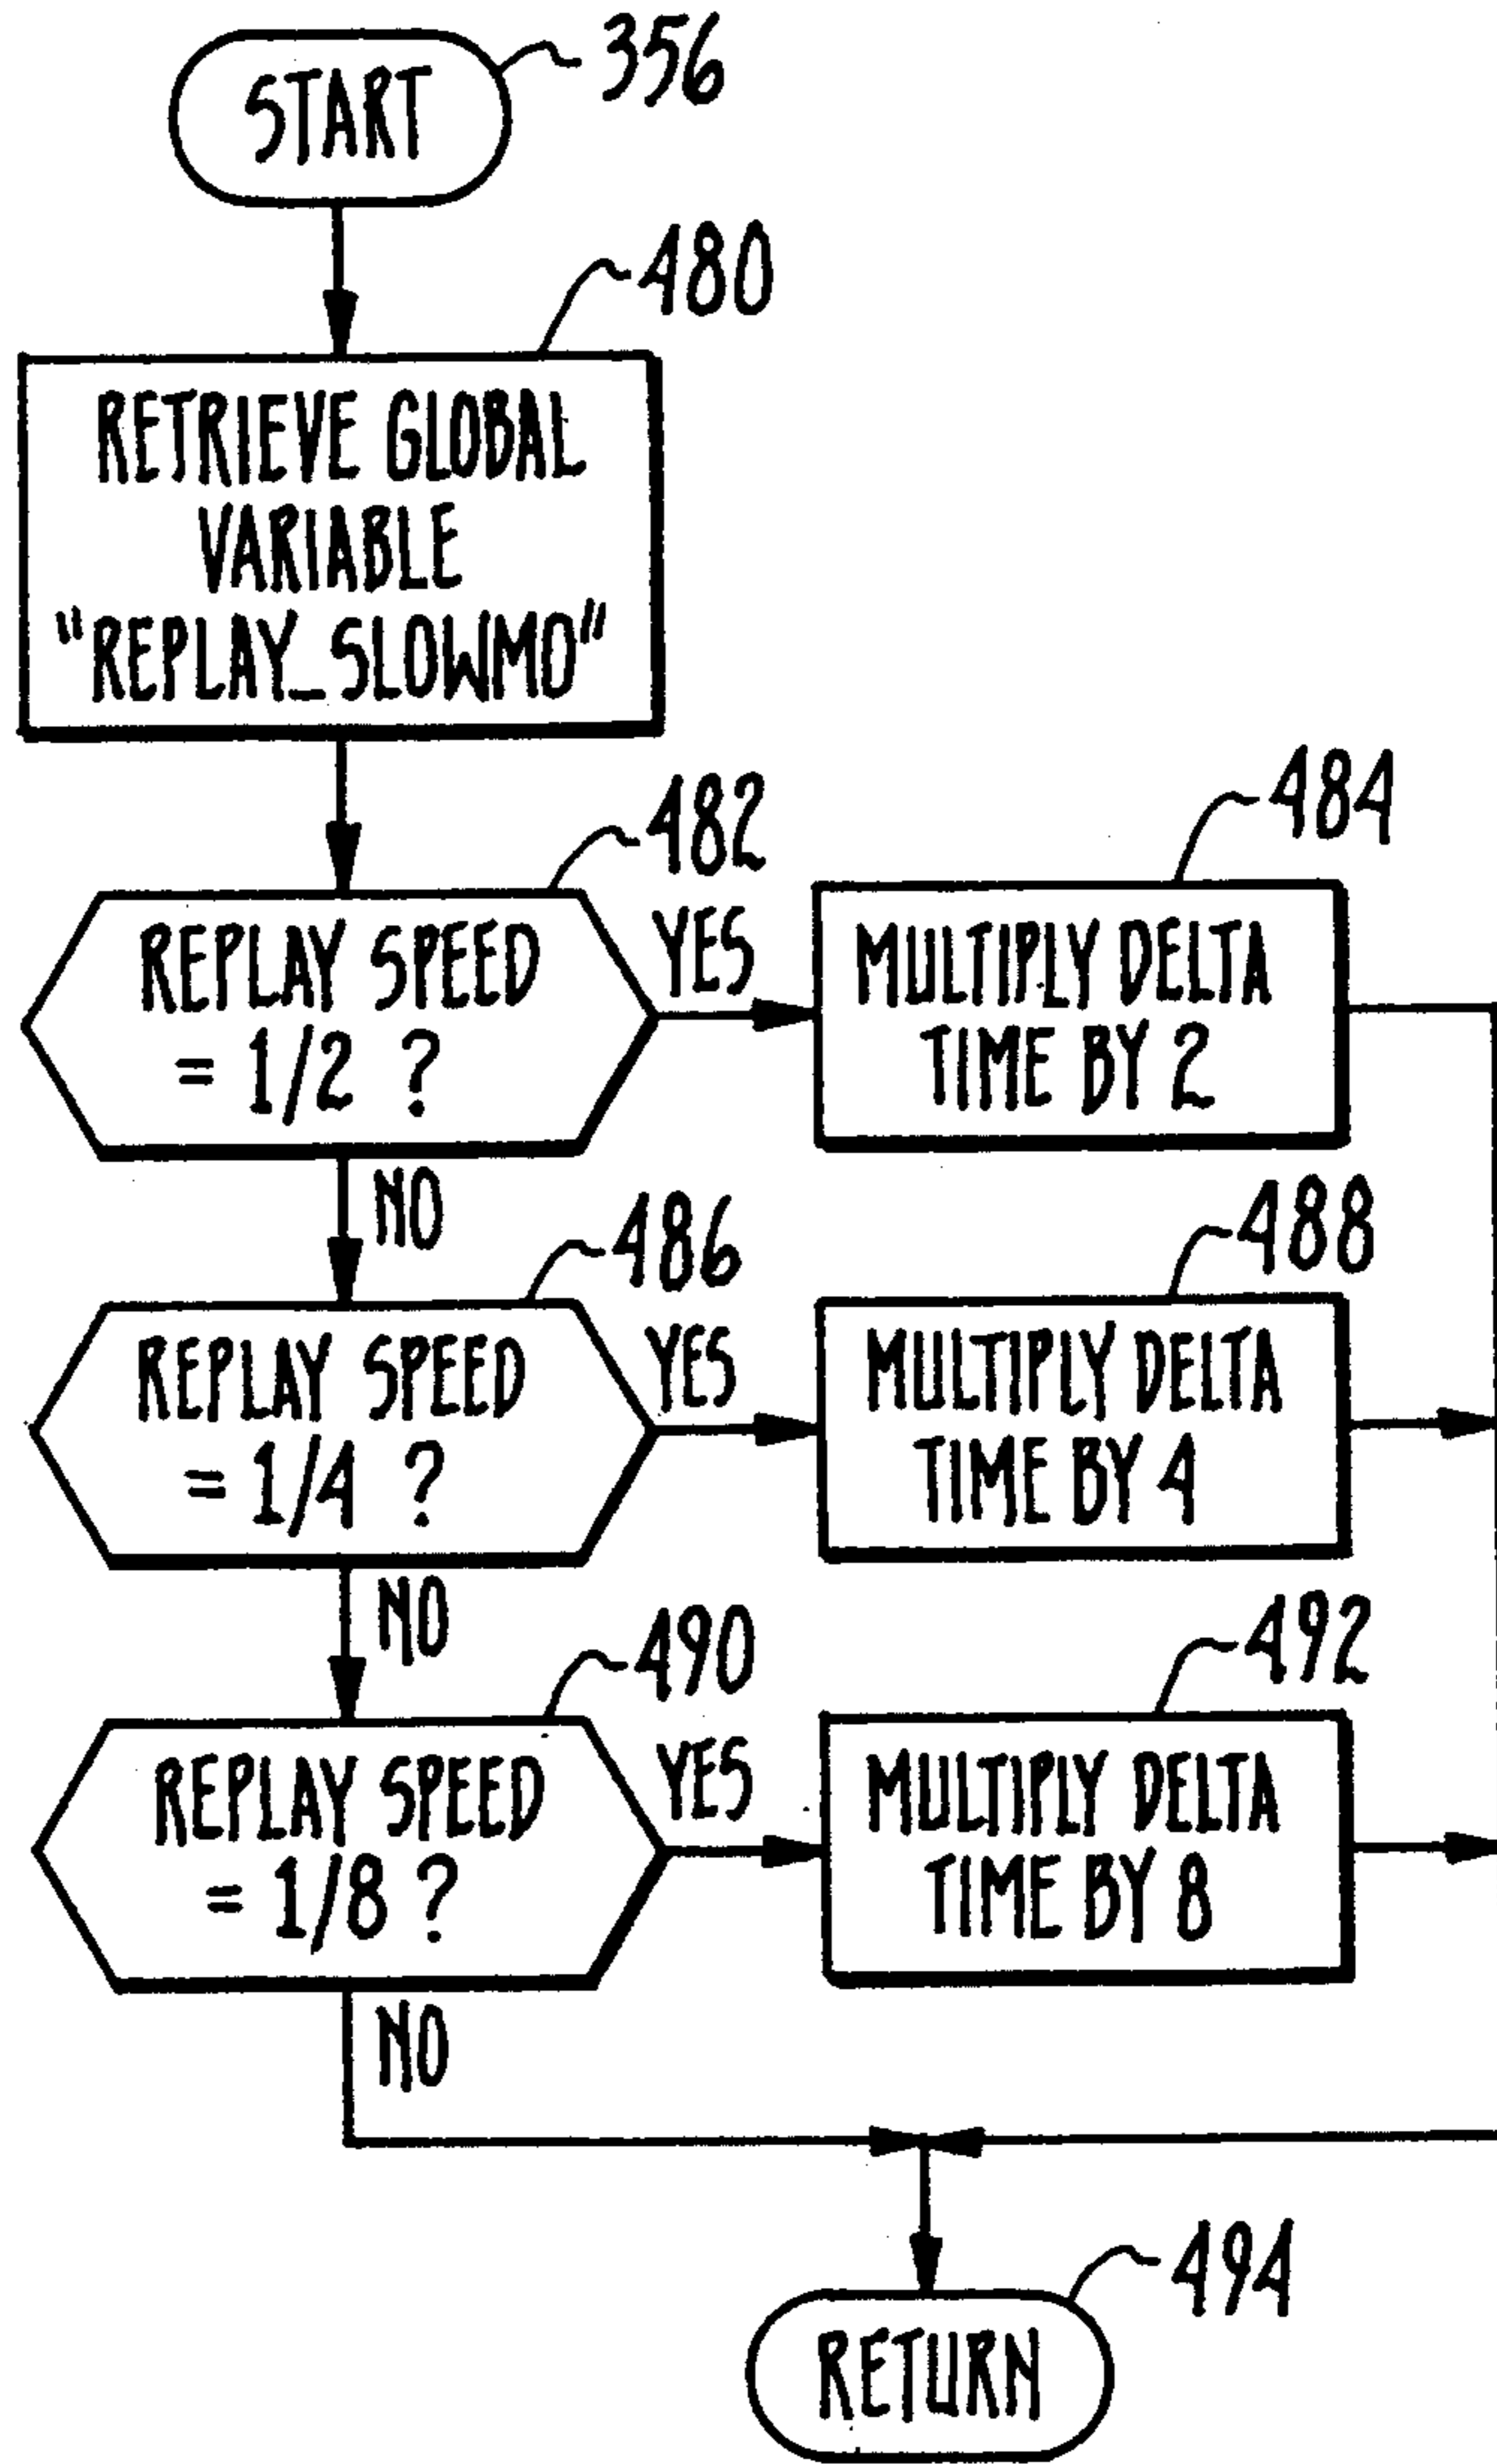 START
356
480
RETRIEVE GLOBAL
VARIABLE
"REPLAY_SLOWMO"
482
REPLAY SPEED
= 1/2 ?
YES
484
MULTIPLY DELTA
TIME BY 2
NO
486
REPLAY SPEED
= 1/4 ?
YES
488
MULTIPLY DELTA
TIME BY 4
NO
490
REPLAY SPEED
= 1/8 ?
YES
492
MULTIPLY DELTA
TIME BY 8
NO
494
RETURN